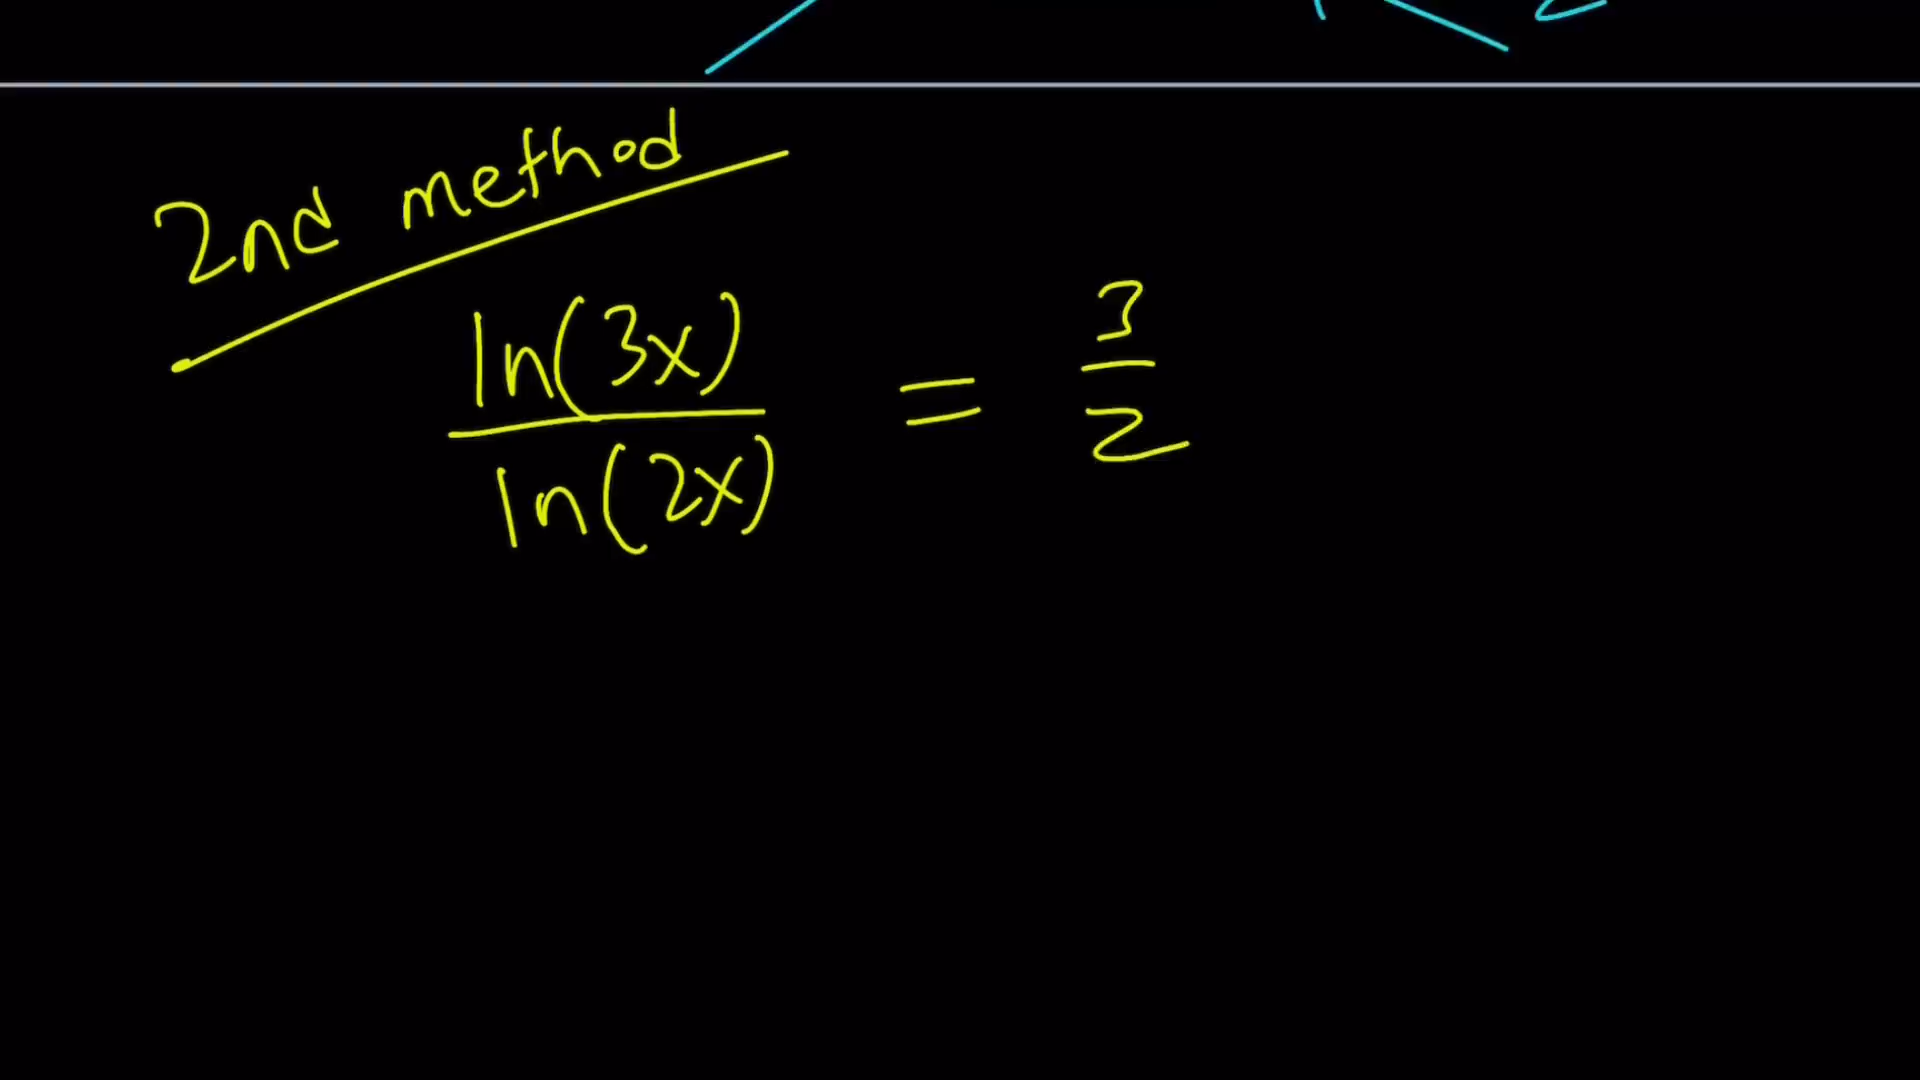 2nd method
ln(3x)/ln(2x) = 3/2